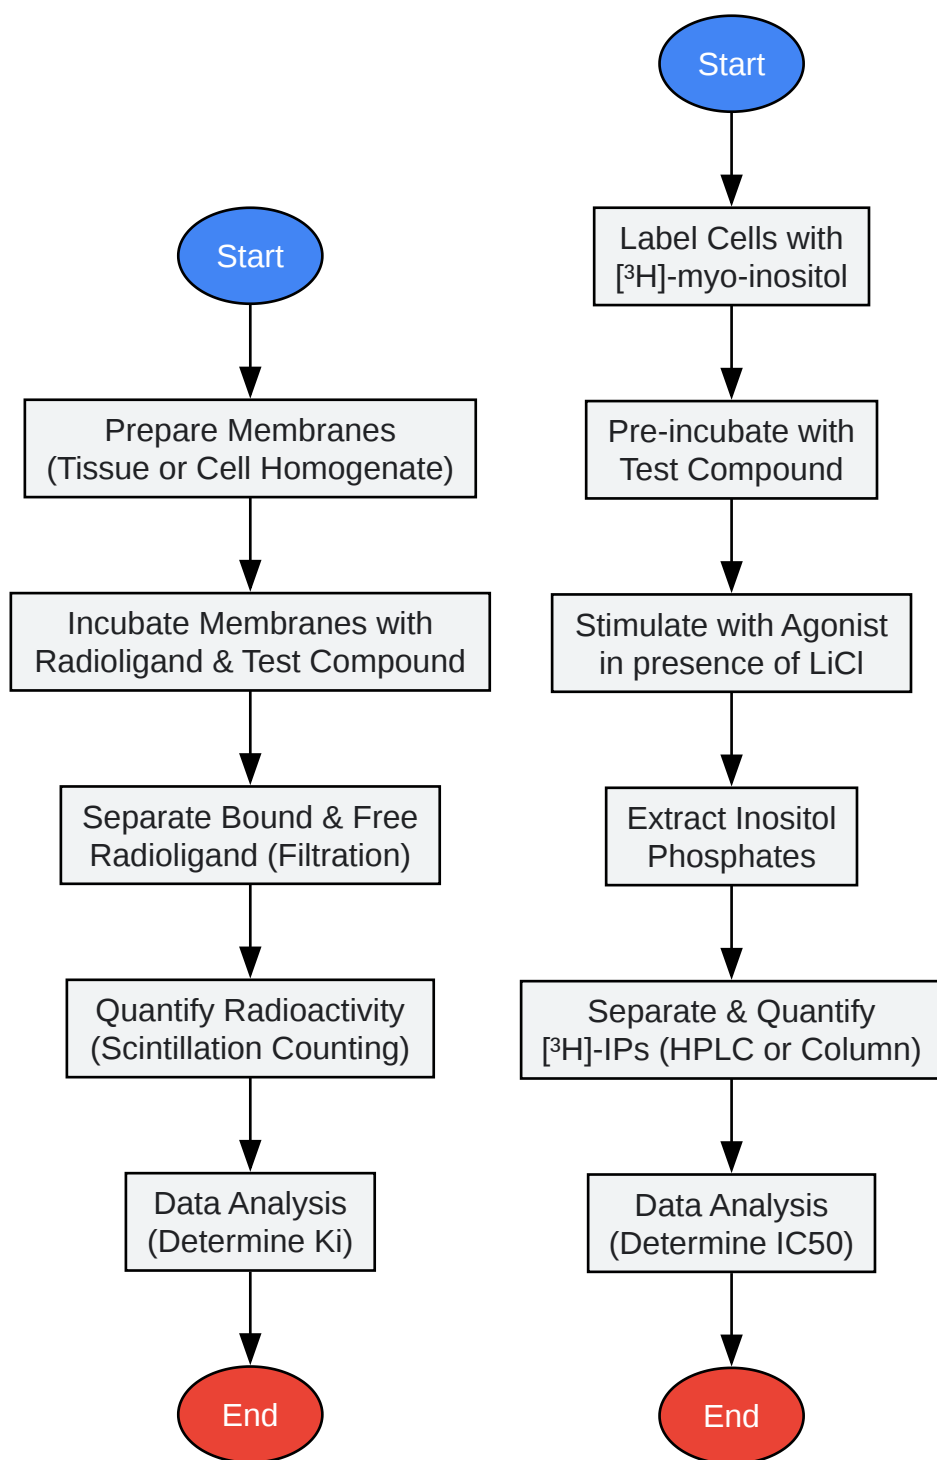 Start
Prepare Membranes
(Tissue or Cell Homogenate)
Incubate Membranes with
Radioligand & Test Compound
Separate Bound & Free
Radioligand (Filtration)
Quantify Radioactivity
(Scintillation Counting)
Data Analysis
(Determine Ki)
End
Start
Label Cells with
[³H]-myo-inositol
Pre-incubate with
Test Compound
Stimulate with Agonist
in presence of LiCl
Extract Inositol
Phosphates
Separate & Quantify
[³H]-IPs (HPLC or Column)
Data Analysis
(Determine IC50)
End